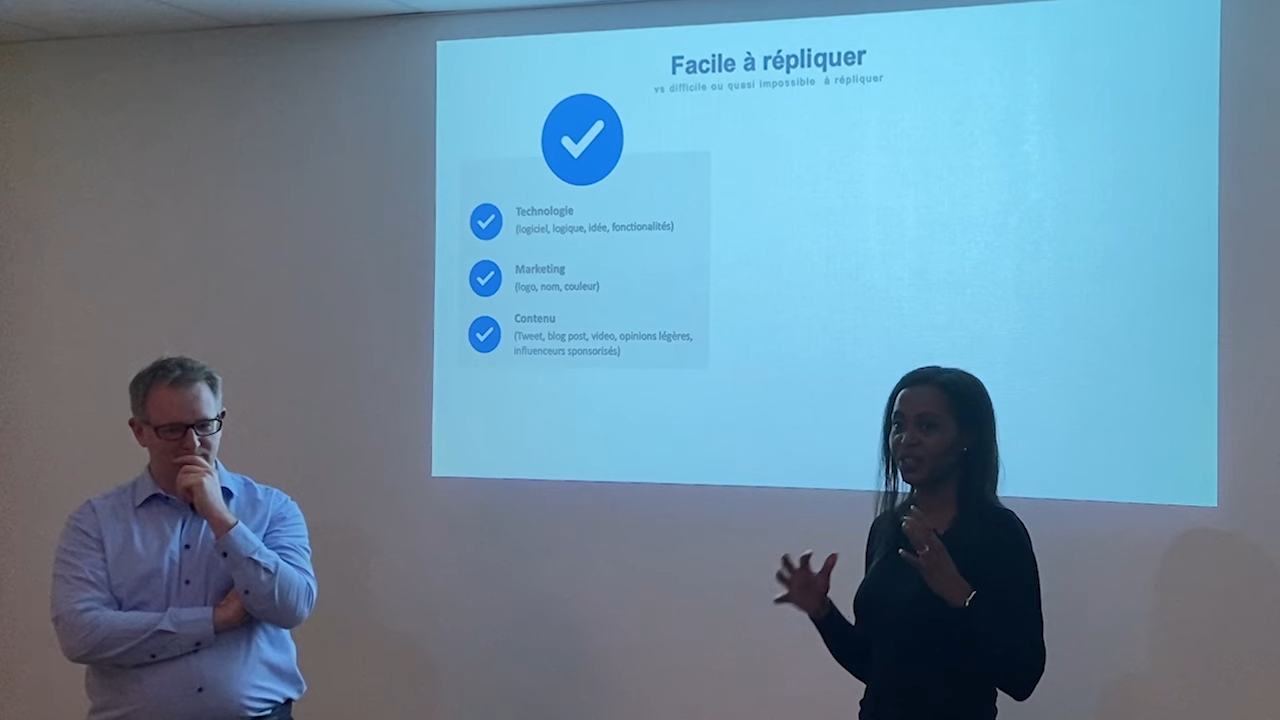 Facile à répliquer
vs difficile ou quasi impossible à répliquer
Technologie
(logiciel, logique, idée, fonctionalités)
Marketing
(logo, nom, couleur)
Contenu
(Tweet, blog post, video, opinions légères,
influenceurs sponsorisés)